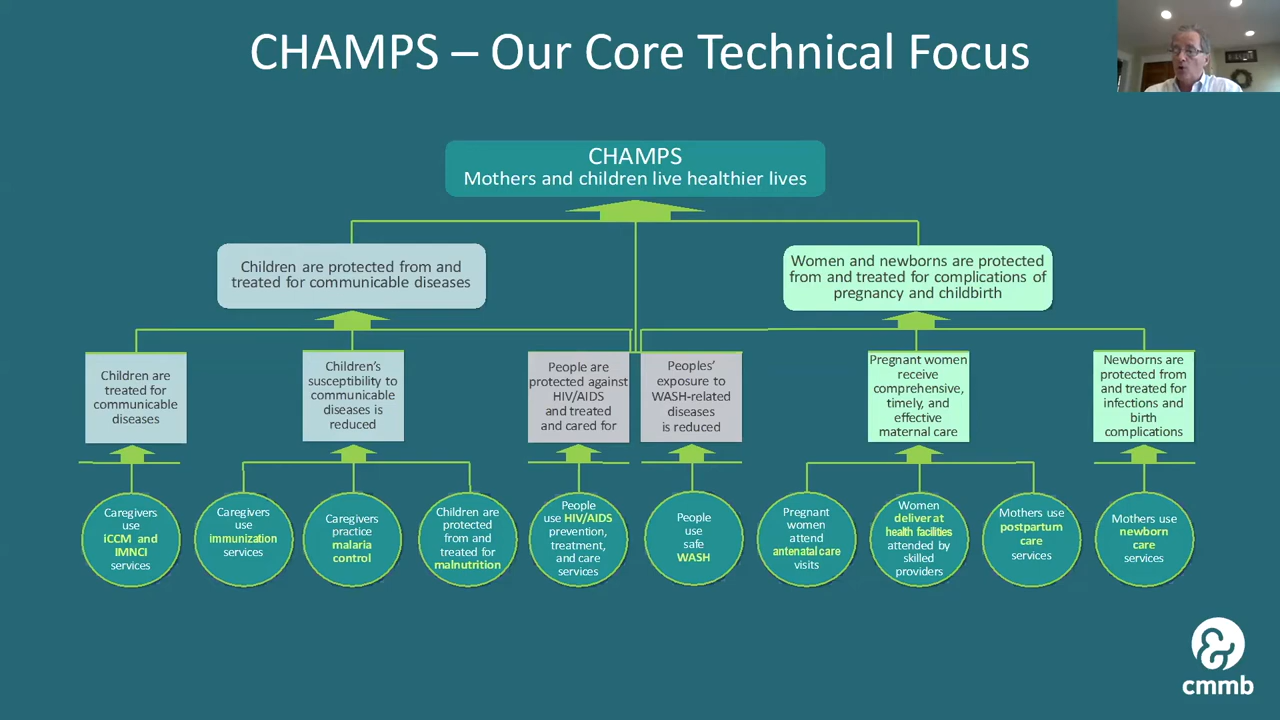 CHAMPS – Our Core Technical Focus
CHAMPS
Mothers and children live healthier lives
Children are protected from and
treated for communicable diseases
Women and newborns are protected
from and treated for complications of
pregnancy and childbirth
Children are
treated for
communicable
diseases
Children's
susceptibility to
communicable
diseases is
reduced
People are
protected against
HIV/AIDS
and treated
and cared for
Peoples'
exposure to
WASH-related
diseases
is reduced
Pregnant women
receive
comprehensive,
timely, and
effective
maternal care
Newborns are
protected from
and treated for
infections and
birth
complications
Caregivers
use
iCCM and
IMNCI
services
Caregivers
use
immunization
services
Caregivers
practice
malaria
control
Children are
protected
from and
treated for
malnutrition
People
use HIV/AIDS
prevention,
treatment,
and care
services
People
use
safe
WASH
Pregnant
women
attend
antenatal care
visits
Women
deliver at
health facilities
attended by
skilled
providers
Mothers use
postpartum
care
services
Mothers use
newborn
care
services
cmmb